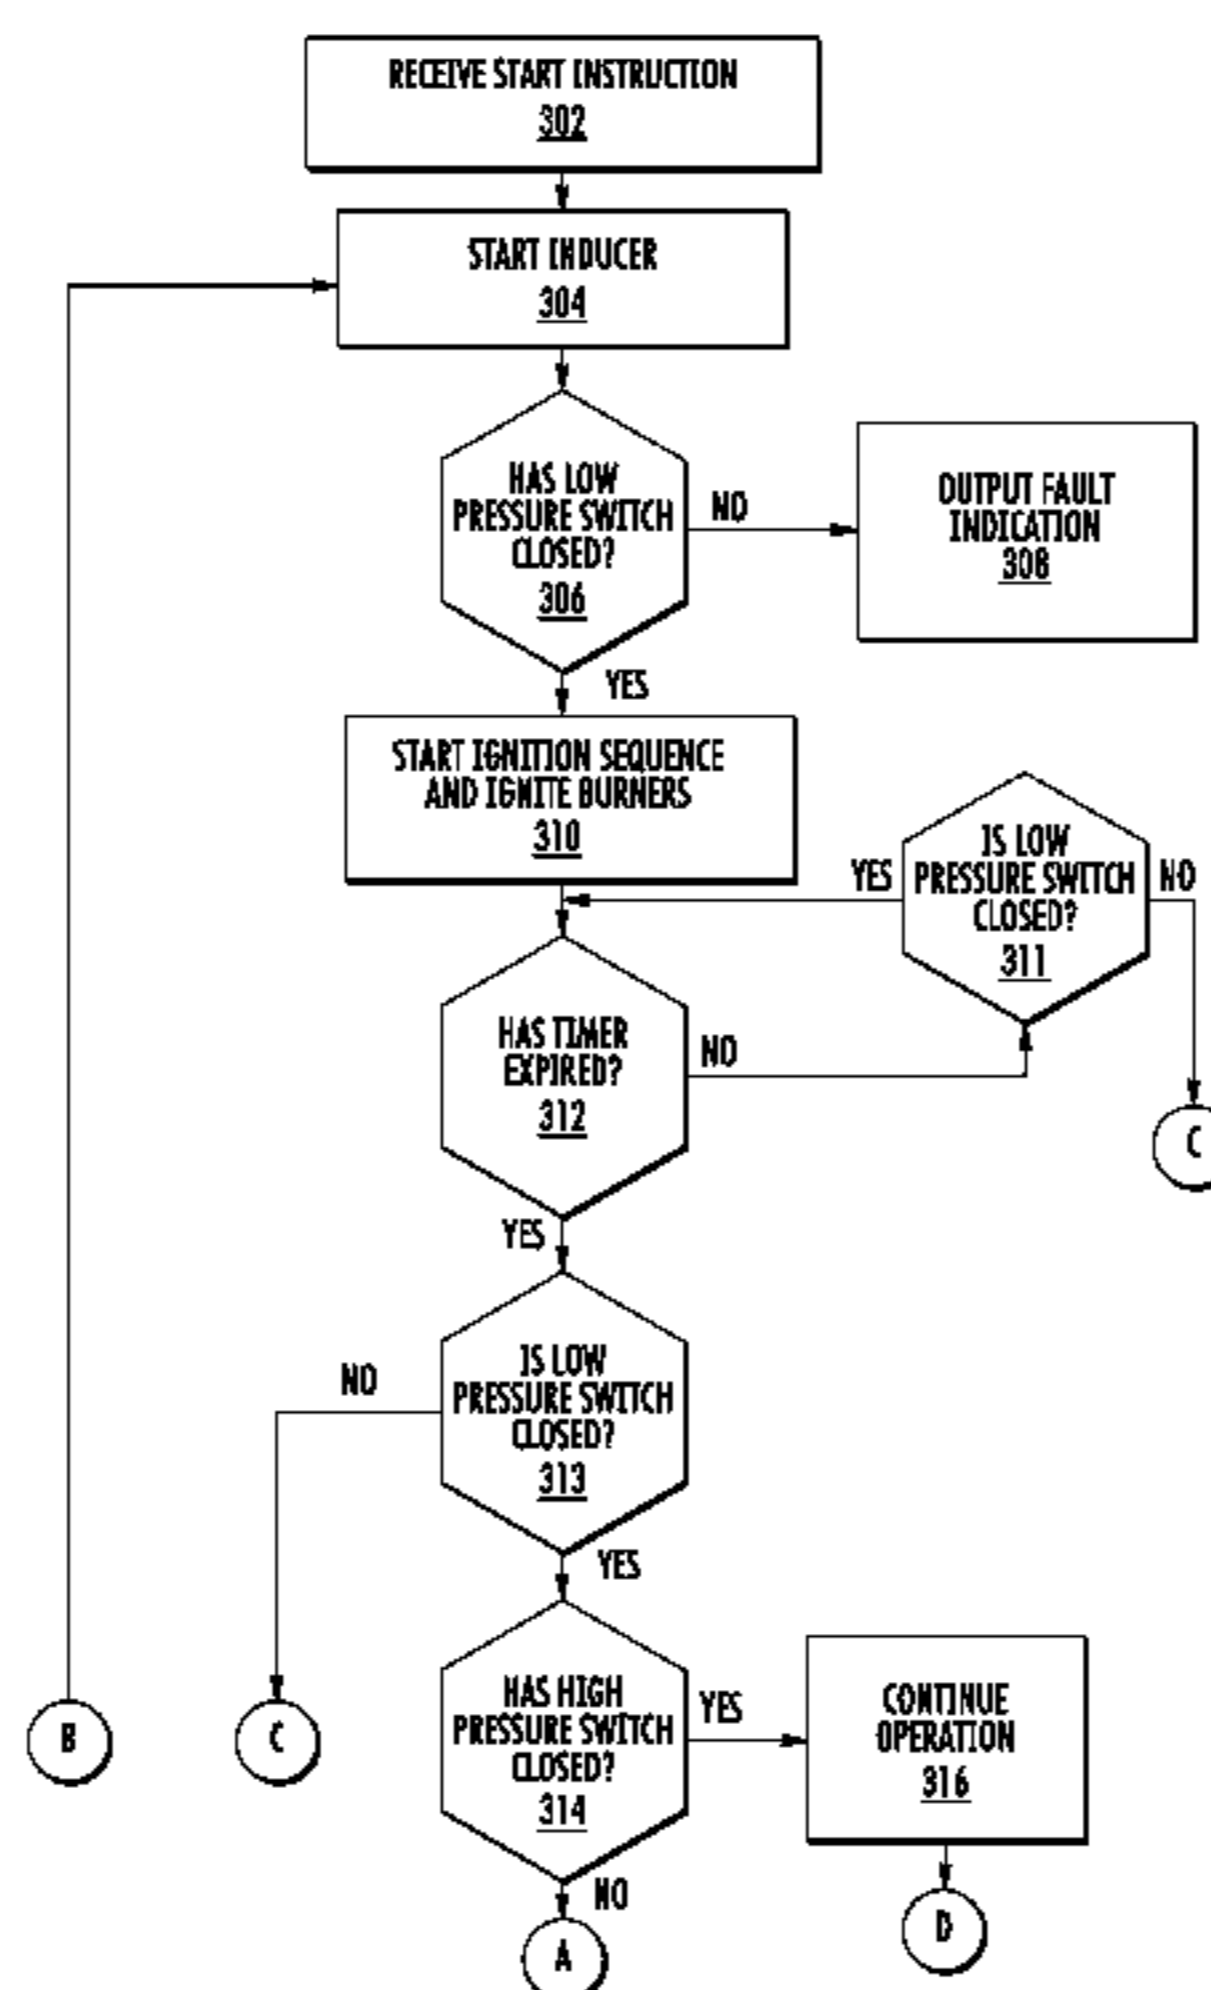 RECEIVE START INSTRUCTION
302
START INDUCER
304
HAS LOW
PRESSURE SWITCH
CLOSED?
306
NO
OUTPUT FAULT
INDICATION
308
YES
START IGNITION SEQUENCE
AND IGNITE BURNERS
310
YES
IS LOW
PRESSURE SWITCH
CLOSED?
311
NO
HAS TIMER
EXPIRED?
312
NO
C
YES
IS LOW
PRESSURE SWITCH
CLOSED?
313
NO
YES
HAS HIGH
PRESSURE SWITCH
CLOSED?
314
YES
CONTINUE
OPERATION
316
B
C
NO
A
D